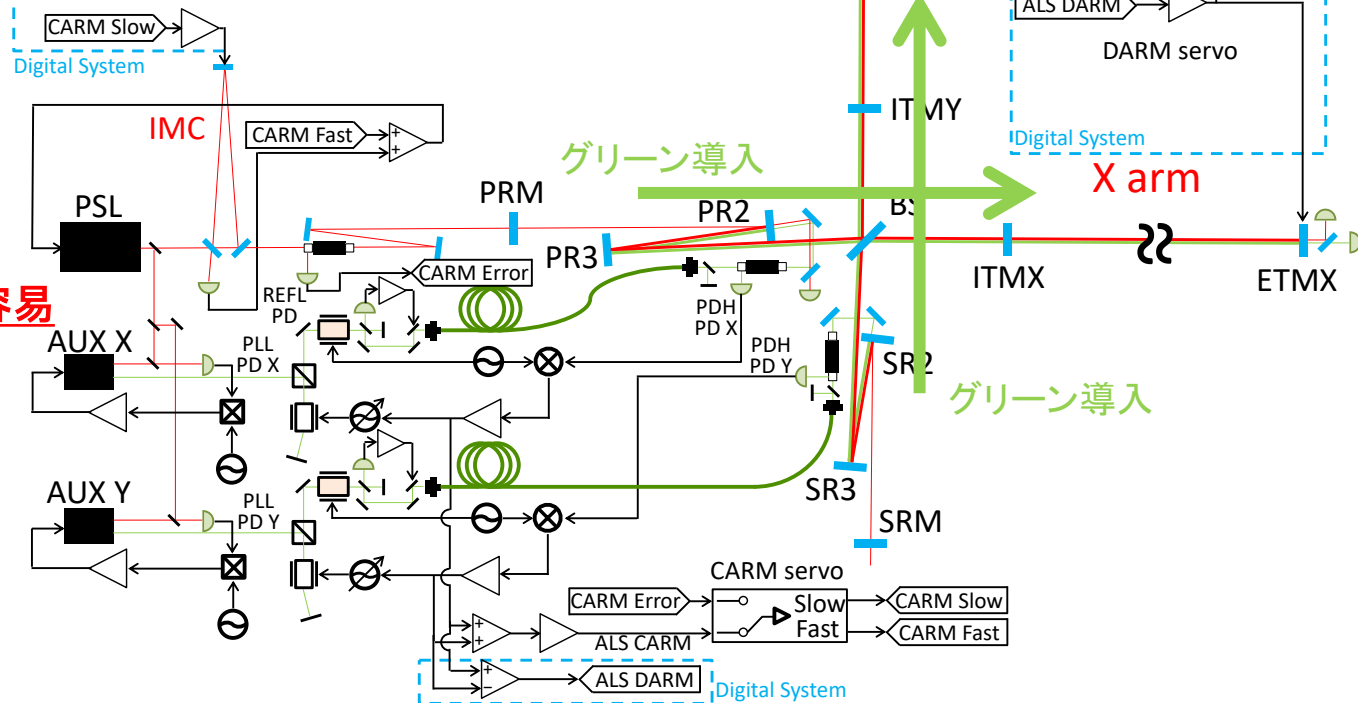 CARM Slow
Digital System
ALS DARM
DARM servo
Digital System
IMC
CARM Fast
+
+
ITMY
グリーン導入
X arm
PSL
PRM
PR2
BS
PR3
CARM Error
ITMX
ETMX
REFL
PD
容易
PDH
PD X
AUX X
PLL
PD X
PDH
PD Y
SR2
グリーン導入
AUX Y
PLL
PD Y
SR3
SRM
CARM servo
CARM Error
Slow
Fast
CARM Slow
CARM Fast
+
+
ALS CARM
+
−
ALS DARM
Digital System